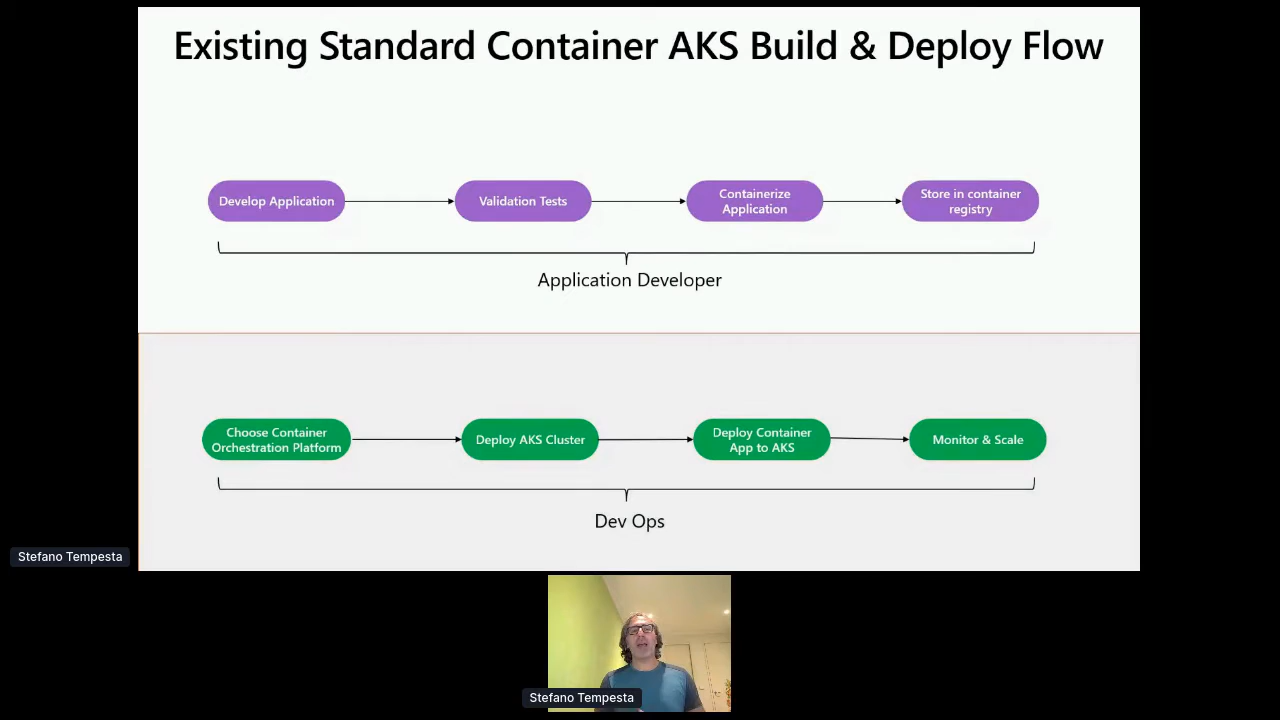 Existing Standard Container AKS Build & Deploy Flow
Develop Application
Validation Tests
Containerize
Application
Store in container
registry
Application Developer
Choose Container
Orchestration Platform
Deploy AKS Cluster
Deploy Container
App to AKS
Monitor & Scale
Dev Ops
Stefano Tempesta
Stefano Tempesta